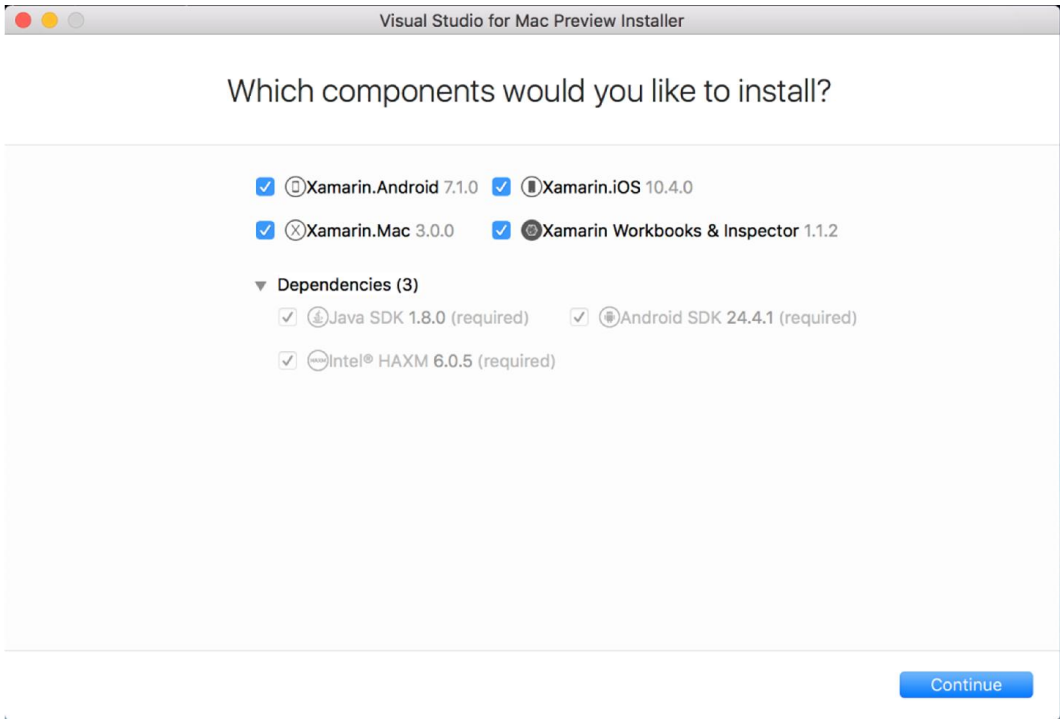 Visual Studio for Mac Preview Installer
Which components would you like to install?
Xamarin.Android 7.1.0 Xamarin.iOS 10.4.0
Xamarin.Mac 3.0.0 Xamarin Workbooks & Inspector 1.1.2
Dependencies (3)
Java SDK 1.8.0 (required) Android SDK 24.4.1 (required)
HAXM Intel® HAXM 6.0.5 (required)
Continue